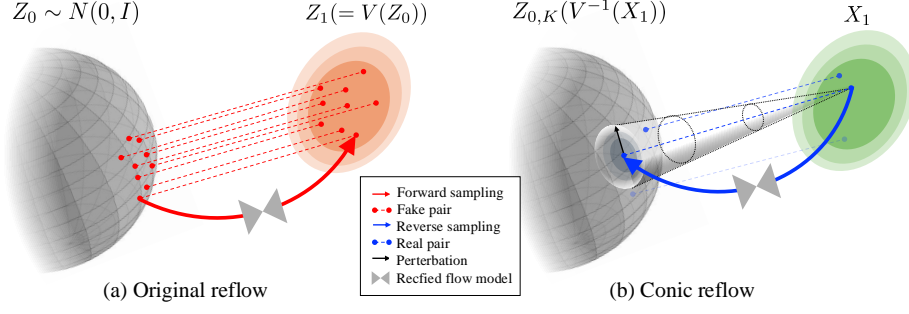 Z_0 ∼ N(0, I)
Z_1(= V(Z_0))
Z_{0,K}(V^{-1}(X_1))
X_1
Forward sampling
Fake pair
Reverse sampling
Real pair
Perterbation
Recfied flow model
(a) Original reflow
(b) Conic reflow